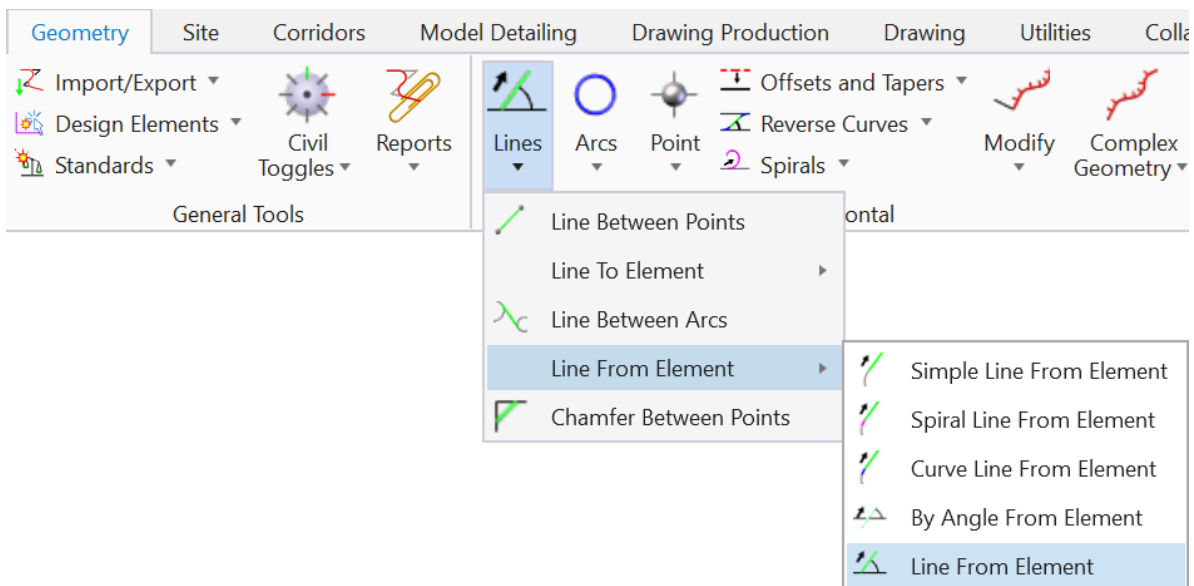 Geometry Site Corridors Model Detailing Drawing Production Drawing Utilities Colla
Import/Export
Design Elements
Standards
Civil
Toggles
Reports
General Tools
Lines
Arcs
Point
Offsets and Tapers
Reverse Curves
Spirals
Modify
Complex
Geometry
ontal
Line Between Points
Line To Element
Line Between Arcs
Line From Element
Chamfer Between Points
Simple Line From Element
Spiral Line From Element
Curve Line From Element
By Angle From Element
Line From Element